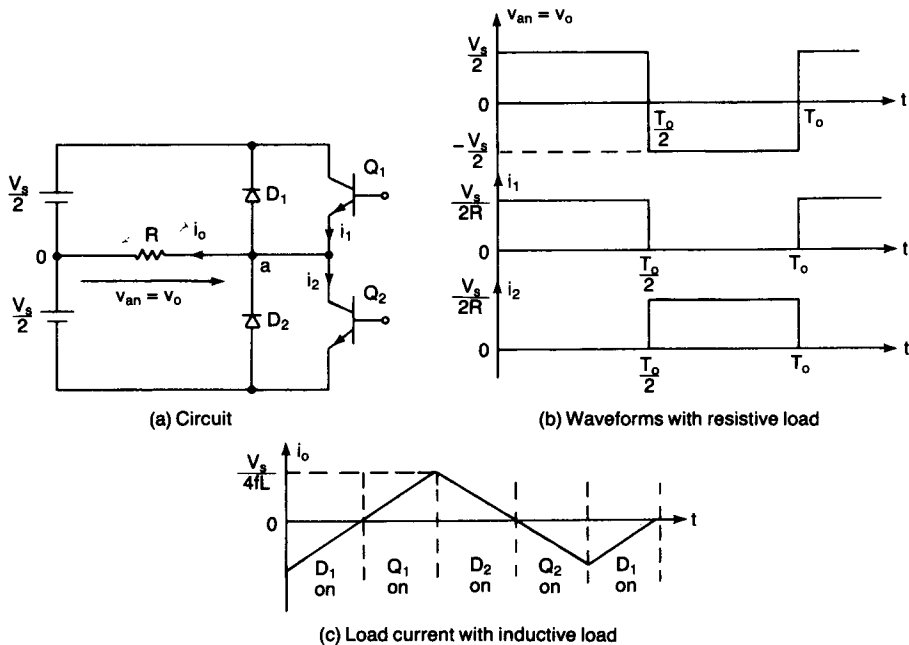 v_an = v_o
V_s/2
0
t
T_o/2
T_o
-V_s/2
V_s/2
V_s/2
0
R
i_o
D_1
Q_1
i_1
a
i_2
v_an = v_o
D_2
Q_2
(a) Circuit
V_s/2R
i_1
0
T_o/2
T_o
t
V_s/2R
i_2
0
T_o/2
T_o
t
(b) Waveforms with resistive load
V_s/4fL
i_o
0
t
D_1 on
Q_1 on
D_2 on
Q_2 on
D_1 on
(c) Load current with inductive load